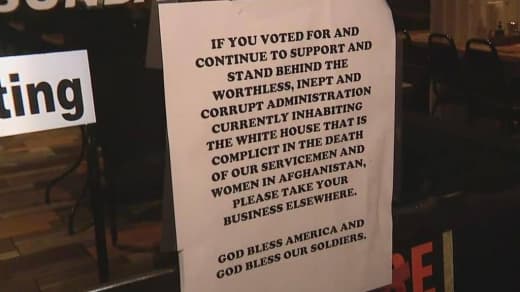 ting
IF YOU VOTED FOR AND
CONTINUE TO SUPPORT AND
STAND BEHIND THE
WORTHLESS, INEPT AND
CORRUPT ADMINISTRATION
CURRENTLY INHABITING
THE WHITE HOUSE THAT IS
COMPLICIT IN THE DEATH
OF OUR SERVICEMEN AND
WOMEN IN AFGHANISTAN,
PLEASE TAKE YOUR
BUSINESS ELSEWHERE.
GOD BLESS AMERICA AND
GOD BLESS OUR SOLDIERS.